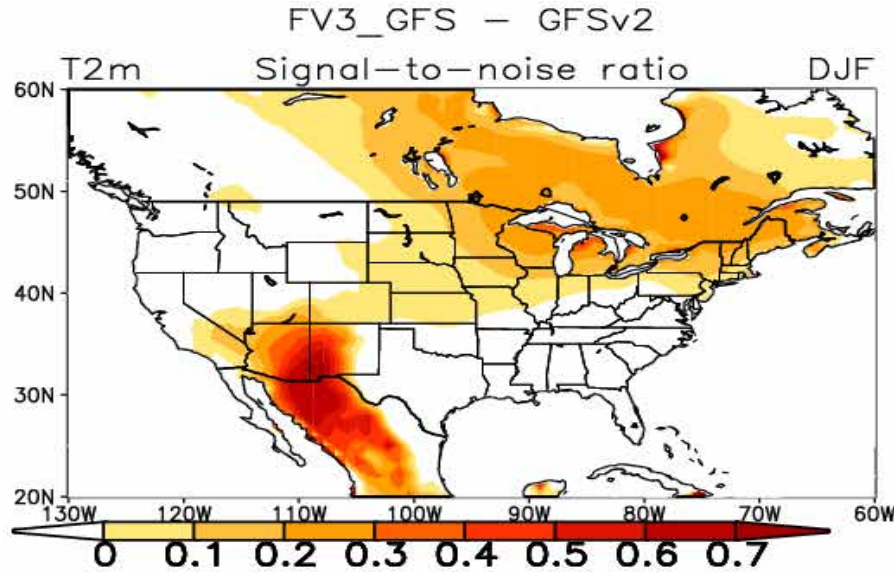 FV3_GFS − GFSv2
T2m Signal−to−noise ratio DJF
60N
50N
40N
30N
20N
130W 120W 110W 100W 90W 80W 70W 60W
0 0.1 0.2 0.3 0.4 0.5 0.6 0.7